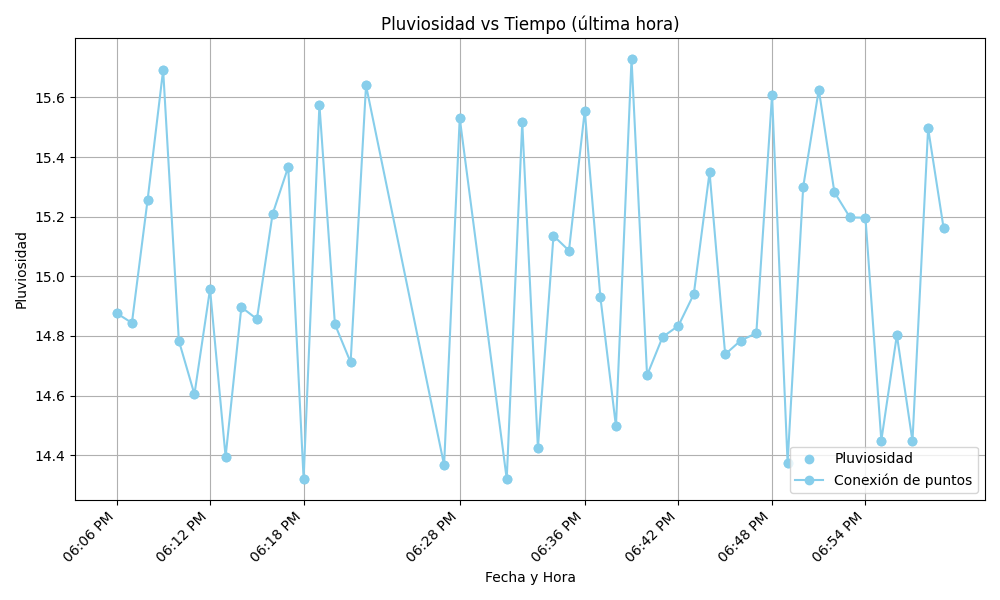 Pluviosidad vs Tiempo (última hora)
Pluviosidad
15.6
15.4
15.2
15.0
14.8
14.6
14.4
Pluviosidad
Conexión de puntos
06:06 PM
06:12 PM
06:18 PM
06:28 PM
06:36 PM
06:42 PM
06:48 PM
06:54 PM
Fecha y Hora